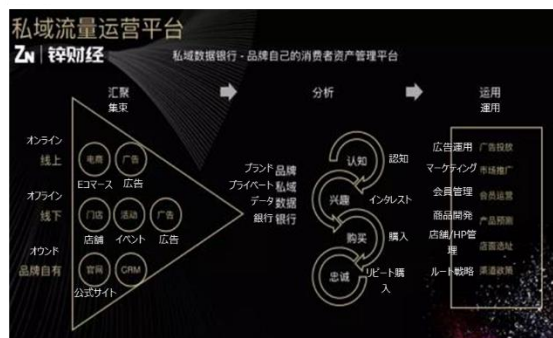 私域流量运营平台
ZN | 锌财经
私域数据银行 - 品牌自己的消费者资产管理平台
汇聚
集束
分析
运用
運用
オンライン
线上
电商
广告
Eコマース
広告
オフライン
线下
门店
活动
广告
店舗
イベント
広告
オウンド
品牌自有
官网
CRM
公式サイト
ブランド 品牌
プライベート 私域
データ 数据
銀行 银行
认知
認知
兴趣
インタレスト
购买
購入
忠诚
リピート購
入
広告運用 广告投放
マーケティング 市场推广
会員管理 会员运营
商品開発 产品预测
店舗/HP管
理
店面选址
ルート戦略 渠道政策